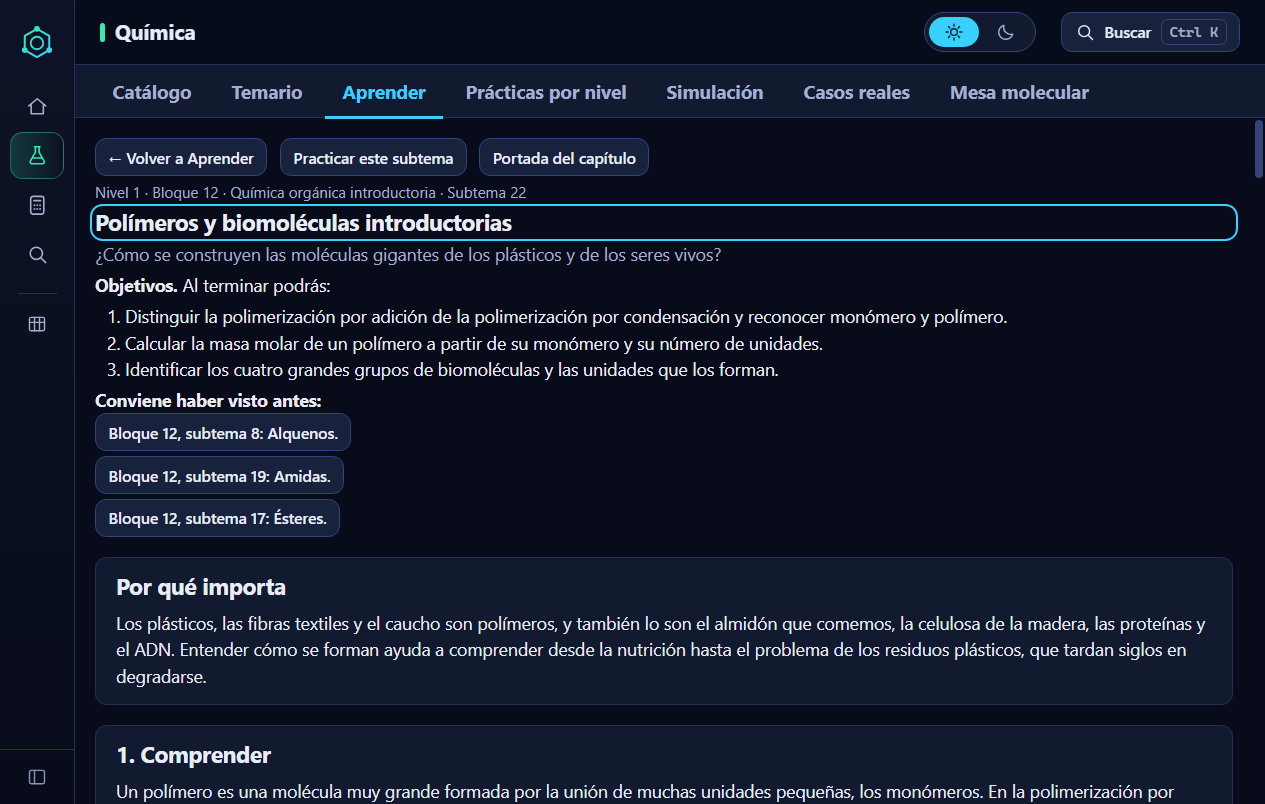 Química
Buscar Ctrl K
Catálogo Temario Aprender Prácticas por nivel Simulación Casos reales Mesa molecular
← Volver a Aprender Practicar este subtema Portada del capítulo
Nivel 1 · Bloque 12 · Química orgánica introductoria · Subtema 22
Polímeros y biomoléculas introductorias
¿Cómo se construyen las moléculas gigantes de los plásticos y de los seres vivos?
Objetivos. Al terminar podrás:
1. Distinguir la polimerización por adición de la polimerización por condensación y reconocer monómero y polímero.
2. Calcular la masa molar de un polímero a partir de su monómero y su número de unidades.
3. Identificar los cuatro grandes grupos de biomoléculas y las unidades que los forman.
Conviene haber visto antes:
Bloque 12, subtema 8: Alquenos.
Bloque 12, subtema 19: Amidas.
Bloque 12, subtema 17: Ésteres.
Por qué importa
Los plásticos, las fibras textiles y el caucho son polímeros, y también lo son el almidón que comemos, la celulosa de la madera, las proteínas y
el ADN. Entender cómo se forman ayuda a comprender desde la nutrición hasta el problema de los residuos plásticos, que tardan siglos en
degradarse.
1. Comprender
Un polímero es una molécula muy grande formada por la unión de muchas unidades pequeñas, los monómeros. En la polimerización por